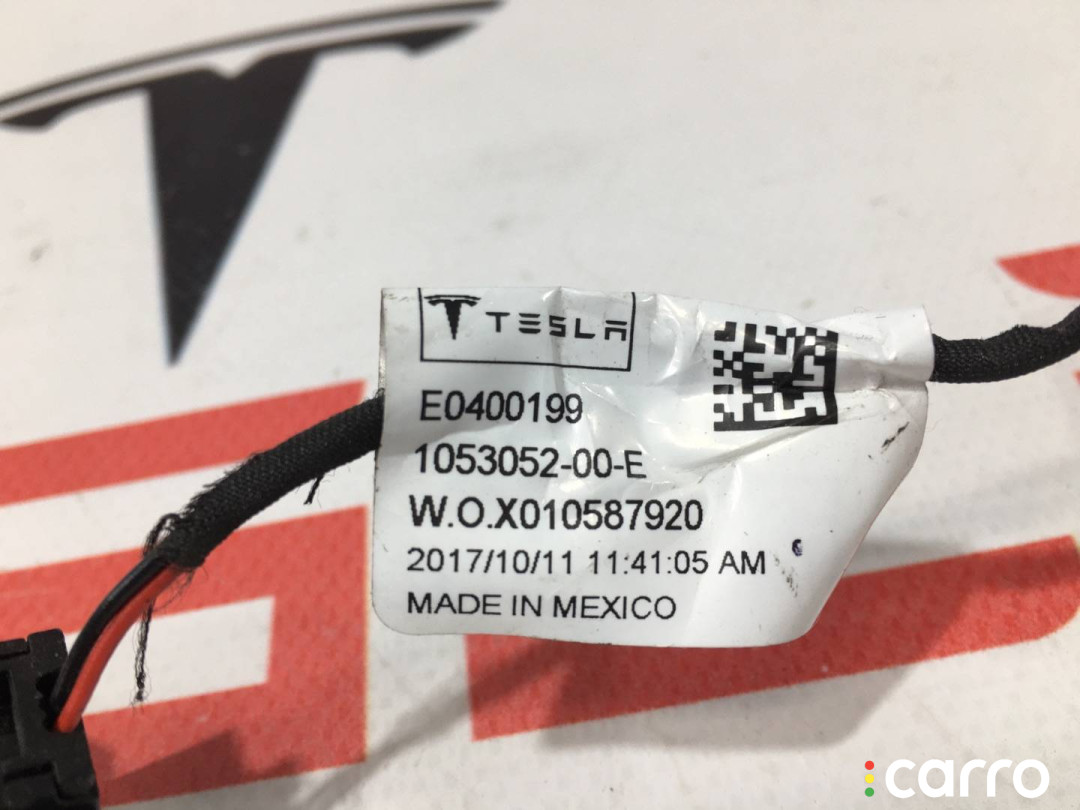 TESLA
E0400199
1053052-00-E
W.O.X010587920
2017/10/11 11:41:05 AM
MADE IN MEXICO
carro